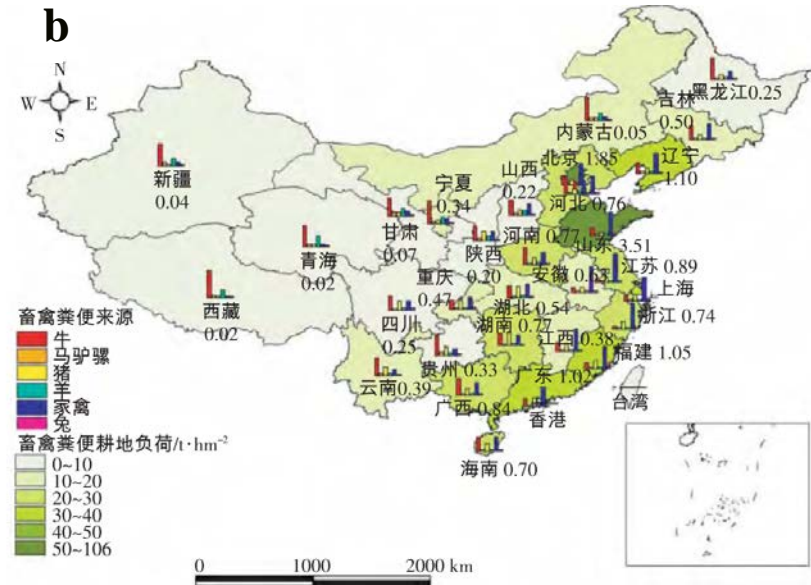 b
N
W E
S
黑龙江0.25
吉林
0.50
内蒙古0.05
辽宁
1.10
北京 1.85
山西
0.22
河北 0.76
新疆
0.04
宁夏
0.34
甘肃
0.07
青海
0.02
陕西
0.20
河南0.77
山东 3.51
安徽
江苏 0.89
上海
西藏
0.02
重庆
0.47
四川
0.25
湖北 0.54
浙江 0.74
湖南 0.77
江西0.38
福建 1.05
贵州 0.33
云南0.39
广西 0.84
广东 1.02
香港
台湾
海南 0.70
畜禽粪便来源
牛
马驴骡
猪
羊
家禽
兔
畜禽粪便耕地负荷/t·hm⁻²
0~10
10~20
20~30
30~40
40~50
50~106
0 1000 2000 km